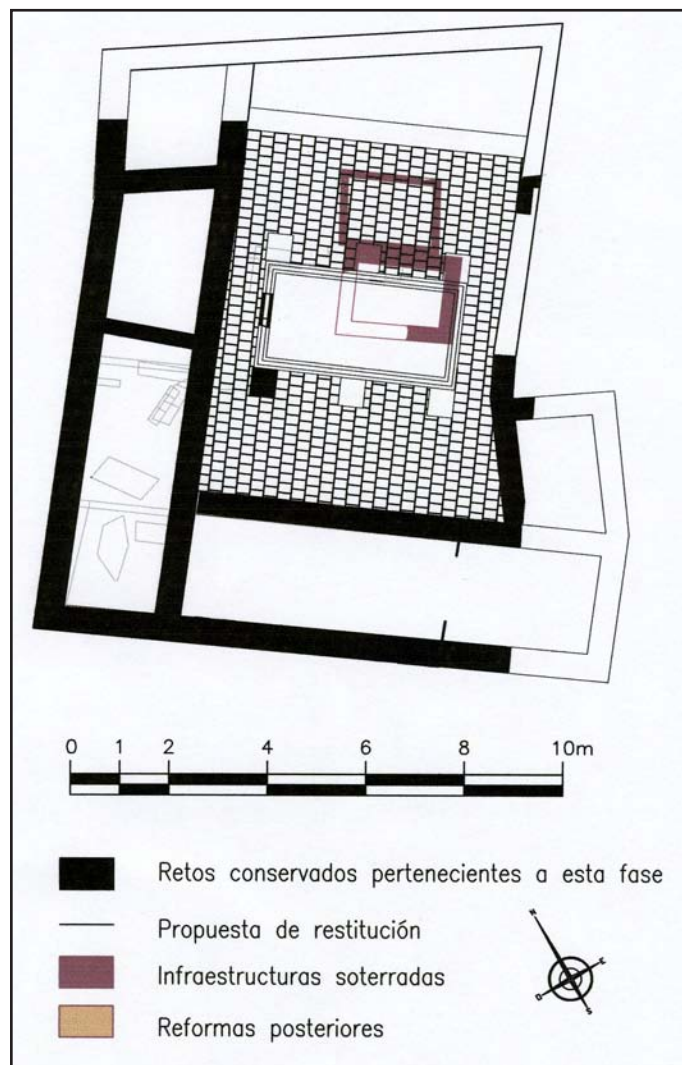 0 1 2 4 6 8 10m
Retos conservados pertenecientes a esta fase
Propuesta de restitución
Infraestructuras soterradas
Reformas posteriores
N
E
O
S